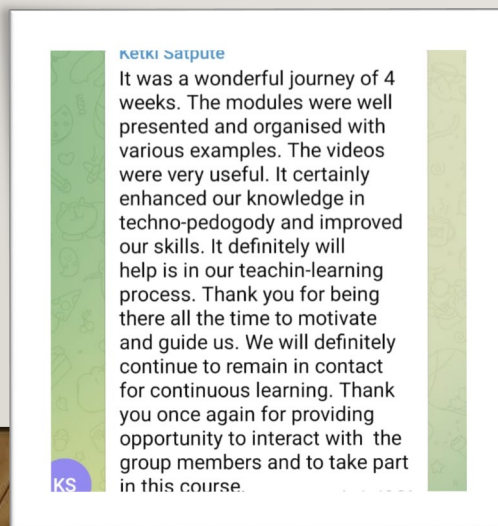 Ketki Satpute
It was a wonderful journey of 4
weeks. The modules were well
presented and organised with
various examples. The videos
were very useful. It certainly
enhanced our knowledge in
techno-pedogody and improved
our skills. It definitely will
help is in our teachin-learning
process. Thank you for being
there all the time to motivate
and guide us. We will definitely
continue to remain in contact
for continuous learning. Thank
you once again for providing
opportunity to interact with the
group members and to take part
in this course.
KS